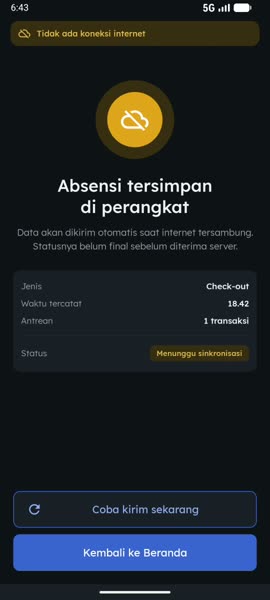 6:43
5G
Tidak ada koneksi internet
Absensi tersimpan
di perangkat
Data akan dikirim otomatis saat internet tersambung.
Statusnya belum final sebelum diterima server.
Jenis Check-out
Waktu tercatat 18.42
Antrean 1 transaksi
Status Menunggu sinkronisasi
Coba kirim sekarang
Kembali ke Beranda